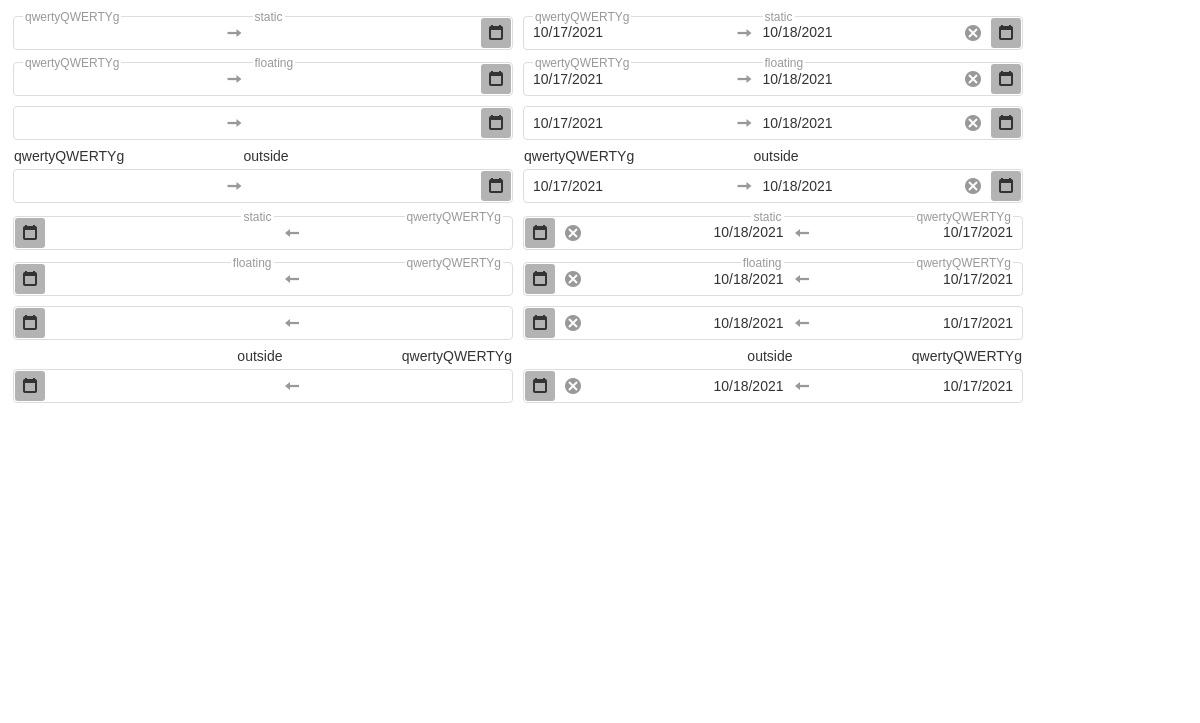 qwertyQWERTYg static qwertyQWERTYg static
10/17/2021 10/18/2021
qwertyQWERTYg floating qwertyQWERTYg floating
10/17/2021 10/18/2021
10/17/2021 10/18/2021
qwertyQWERTYg outside qwertyQWERTYg outside
10/17/2021 10/18/2021
static qwertyQWERTYg static qwertyQWERTYg
10/18/2021 10/17/2021
floating qwertyQWERTYg floating qwertyQWERTYg
10/18/2021 10/17/2021
10/18/2021 10/17/2021
outside qwertyQWERTYg outside qwertyQWERTYg
10/18/2021 10/17/2021